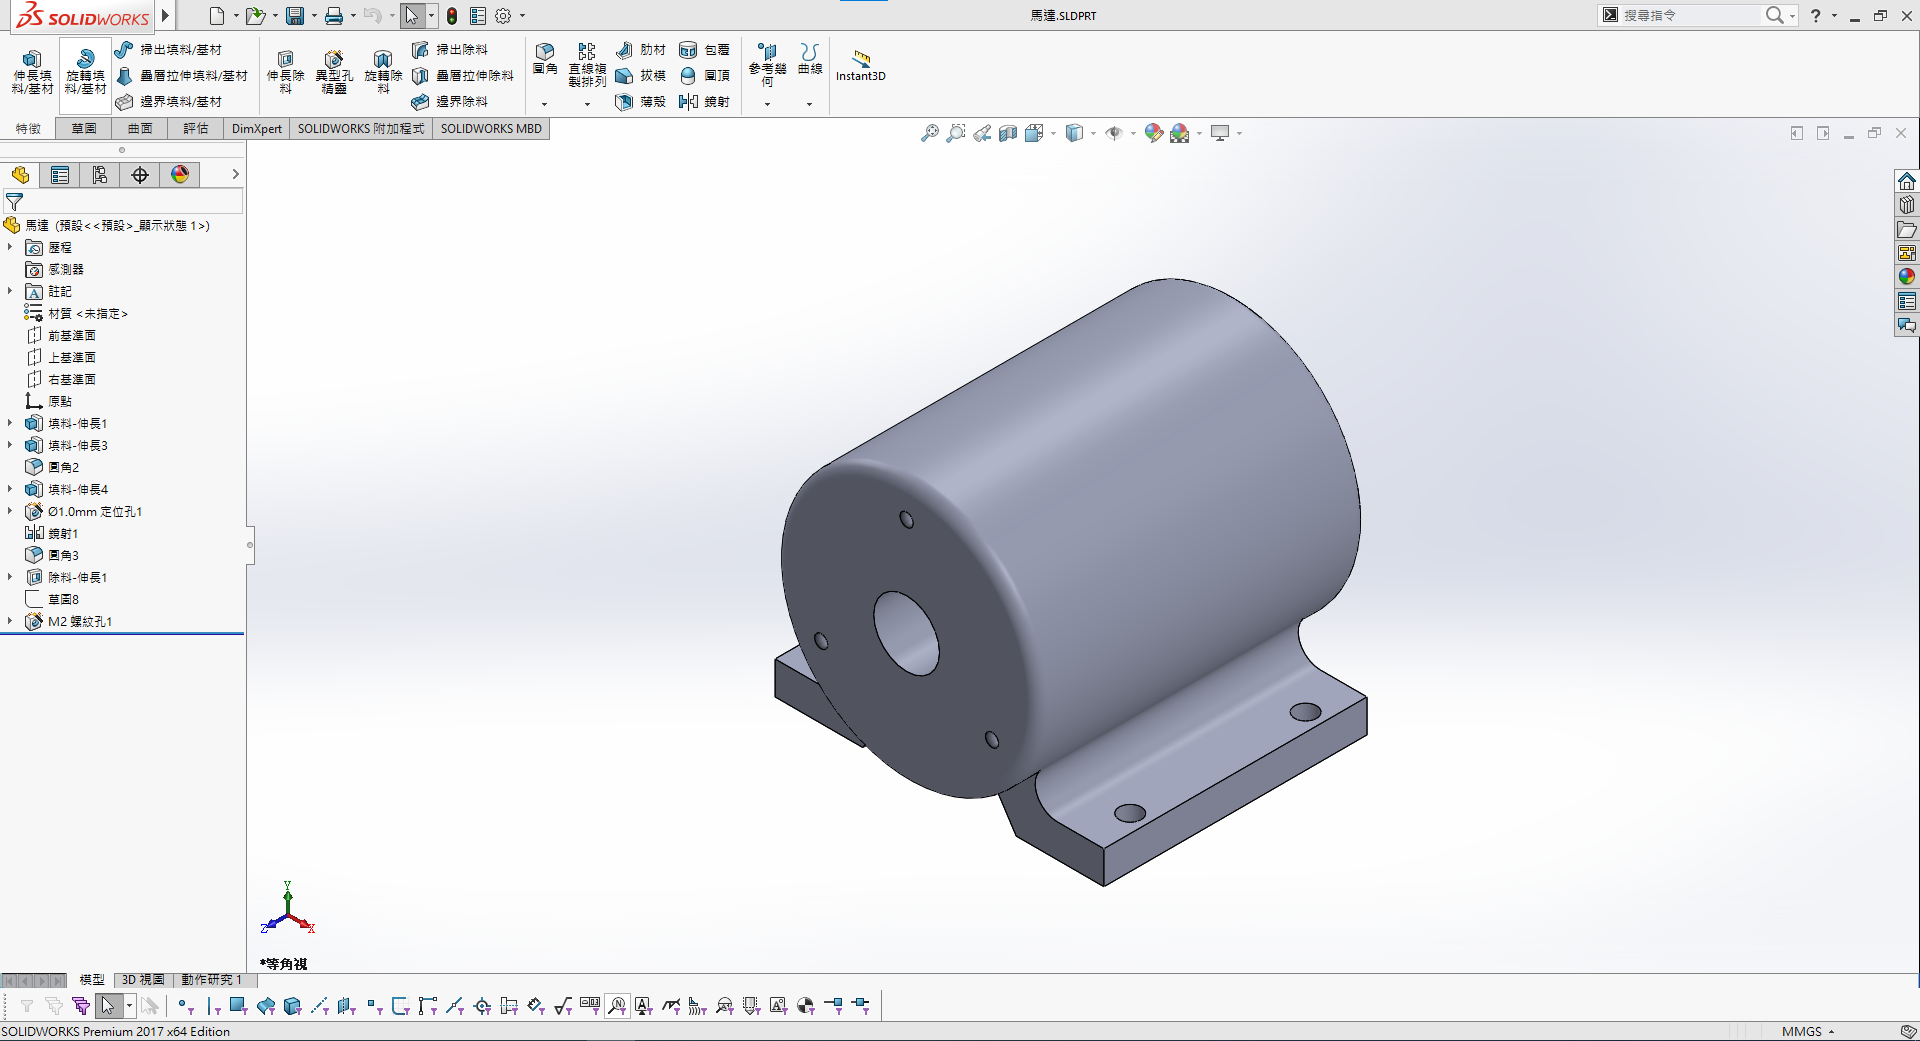 SOLIDWORKS
馬達.SLDPRT
搜尋指令
伸長填料/基材
旋轉填料/基材
掃出填料/基材
疊層拉伸填料/基材
邊界填料/基材
伸長除料
異型孔精靈
旋轉除料
掃出除料
疊層拉伸除料
邊界除料
圓角
直線複製排列
肋材
拔模
薄殼
包覆
圓頂
鏡射
參考幾何
曲線
Instant3D
特徵
草圖
曲面
評估
DimXpert
SOLIDWORKS 附加程式
SOLIDWORKS MBD
馬達 (預設<<預設>_顯示狀態 1>)
歷程
感測器
註記
材質 <未指定>
前基準面
上基準面
右基準面
原點
填料-伸長1
填料-伸長3
圓角2
填料-伸長4
Ø1.0mm 定位孔1
鏡射1
圓角3
除料-伸長1
草圖8
M2 螺紋孔1
Y
Z
X
*等角視
模型
3D 視圖
動作研究 1
SOLIDWORKS Premium 2017 x64 Edition
MMGS